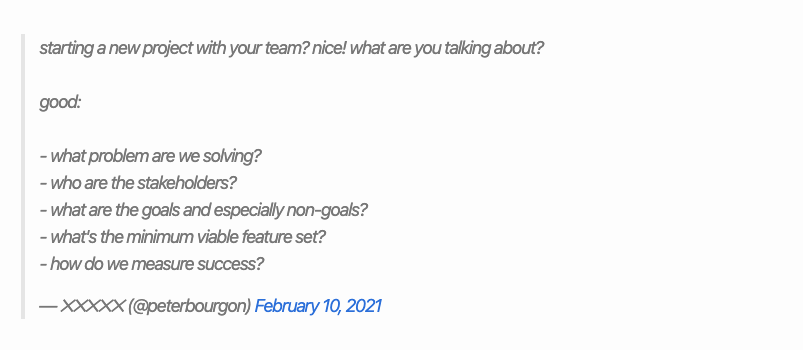 starting a new project with your team? nice! what are you talking about?
good:
- what problem are we solving?
- who are the stakeholders?
- what are the goals and especially non-goals?
- what's the minimum viable feature set?
- how do we measure success?
— XXXXX (@peterbourgon) February 10, 2021